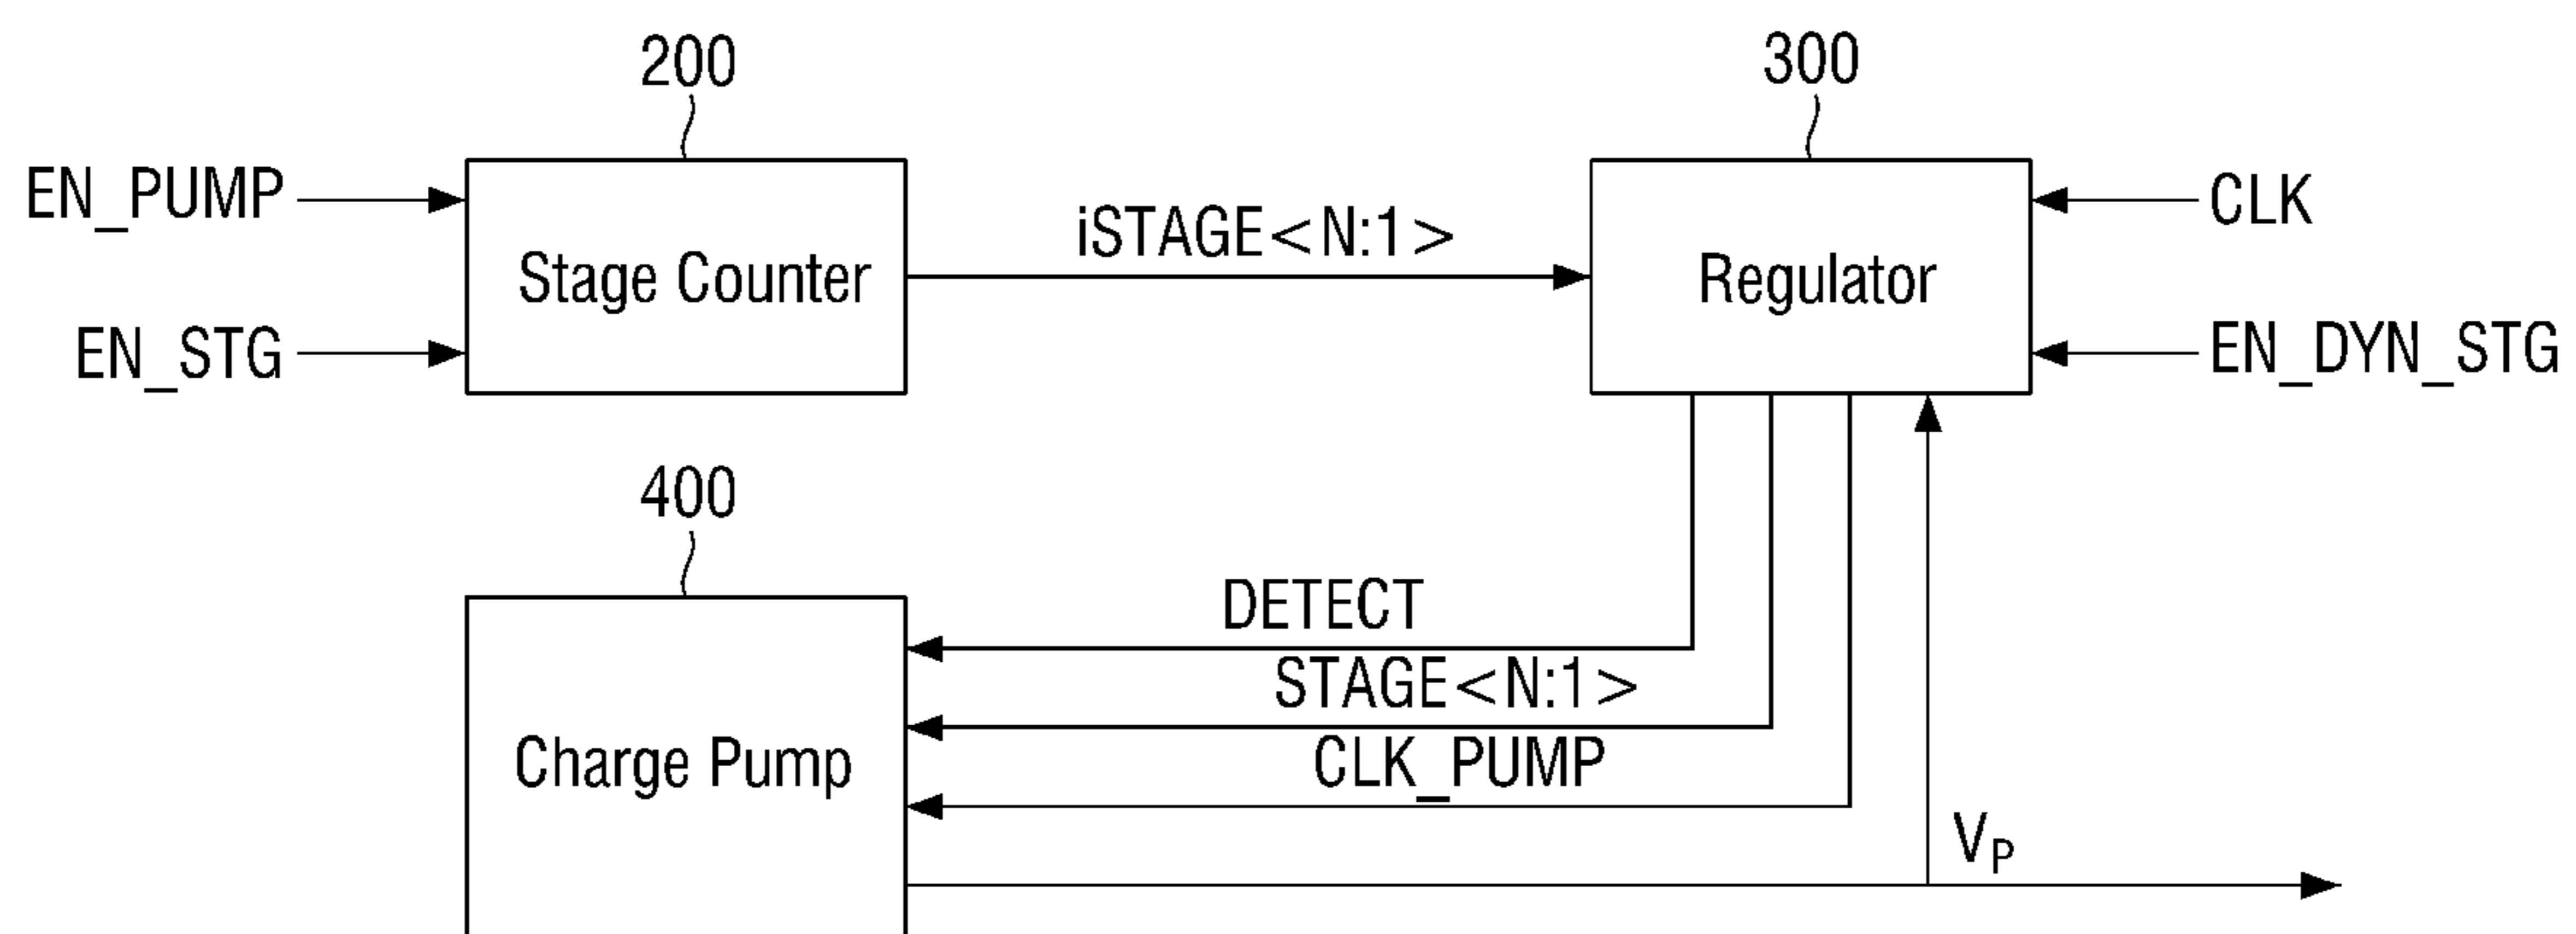 200
300
EN_PUMP
CLK
iSTAGE<N:1>
Stage Counter
Regulator
EN_STG
EN_DYN_STG
400
DETECT
STAGE<N:1>
Charge Pump
CLK_PUMP
VP